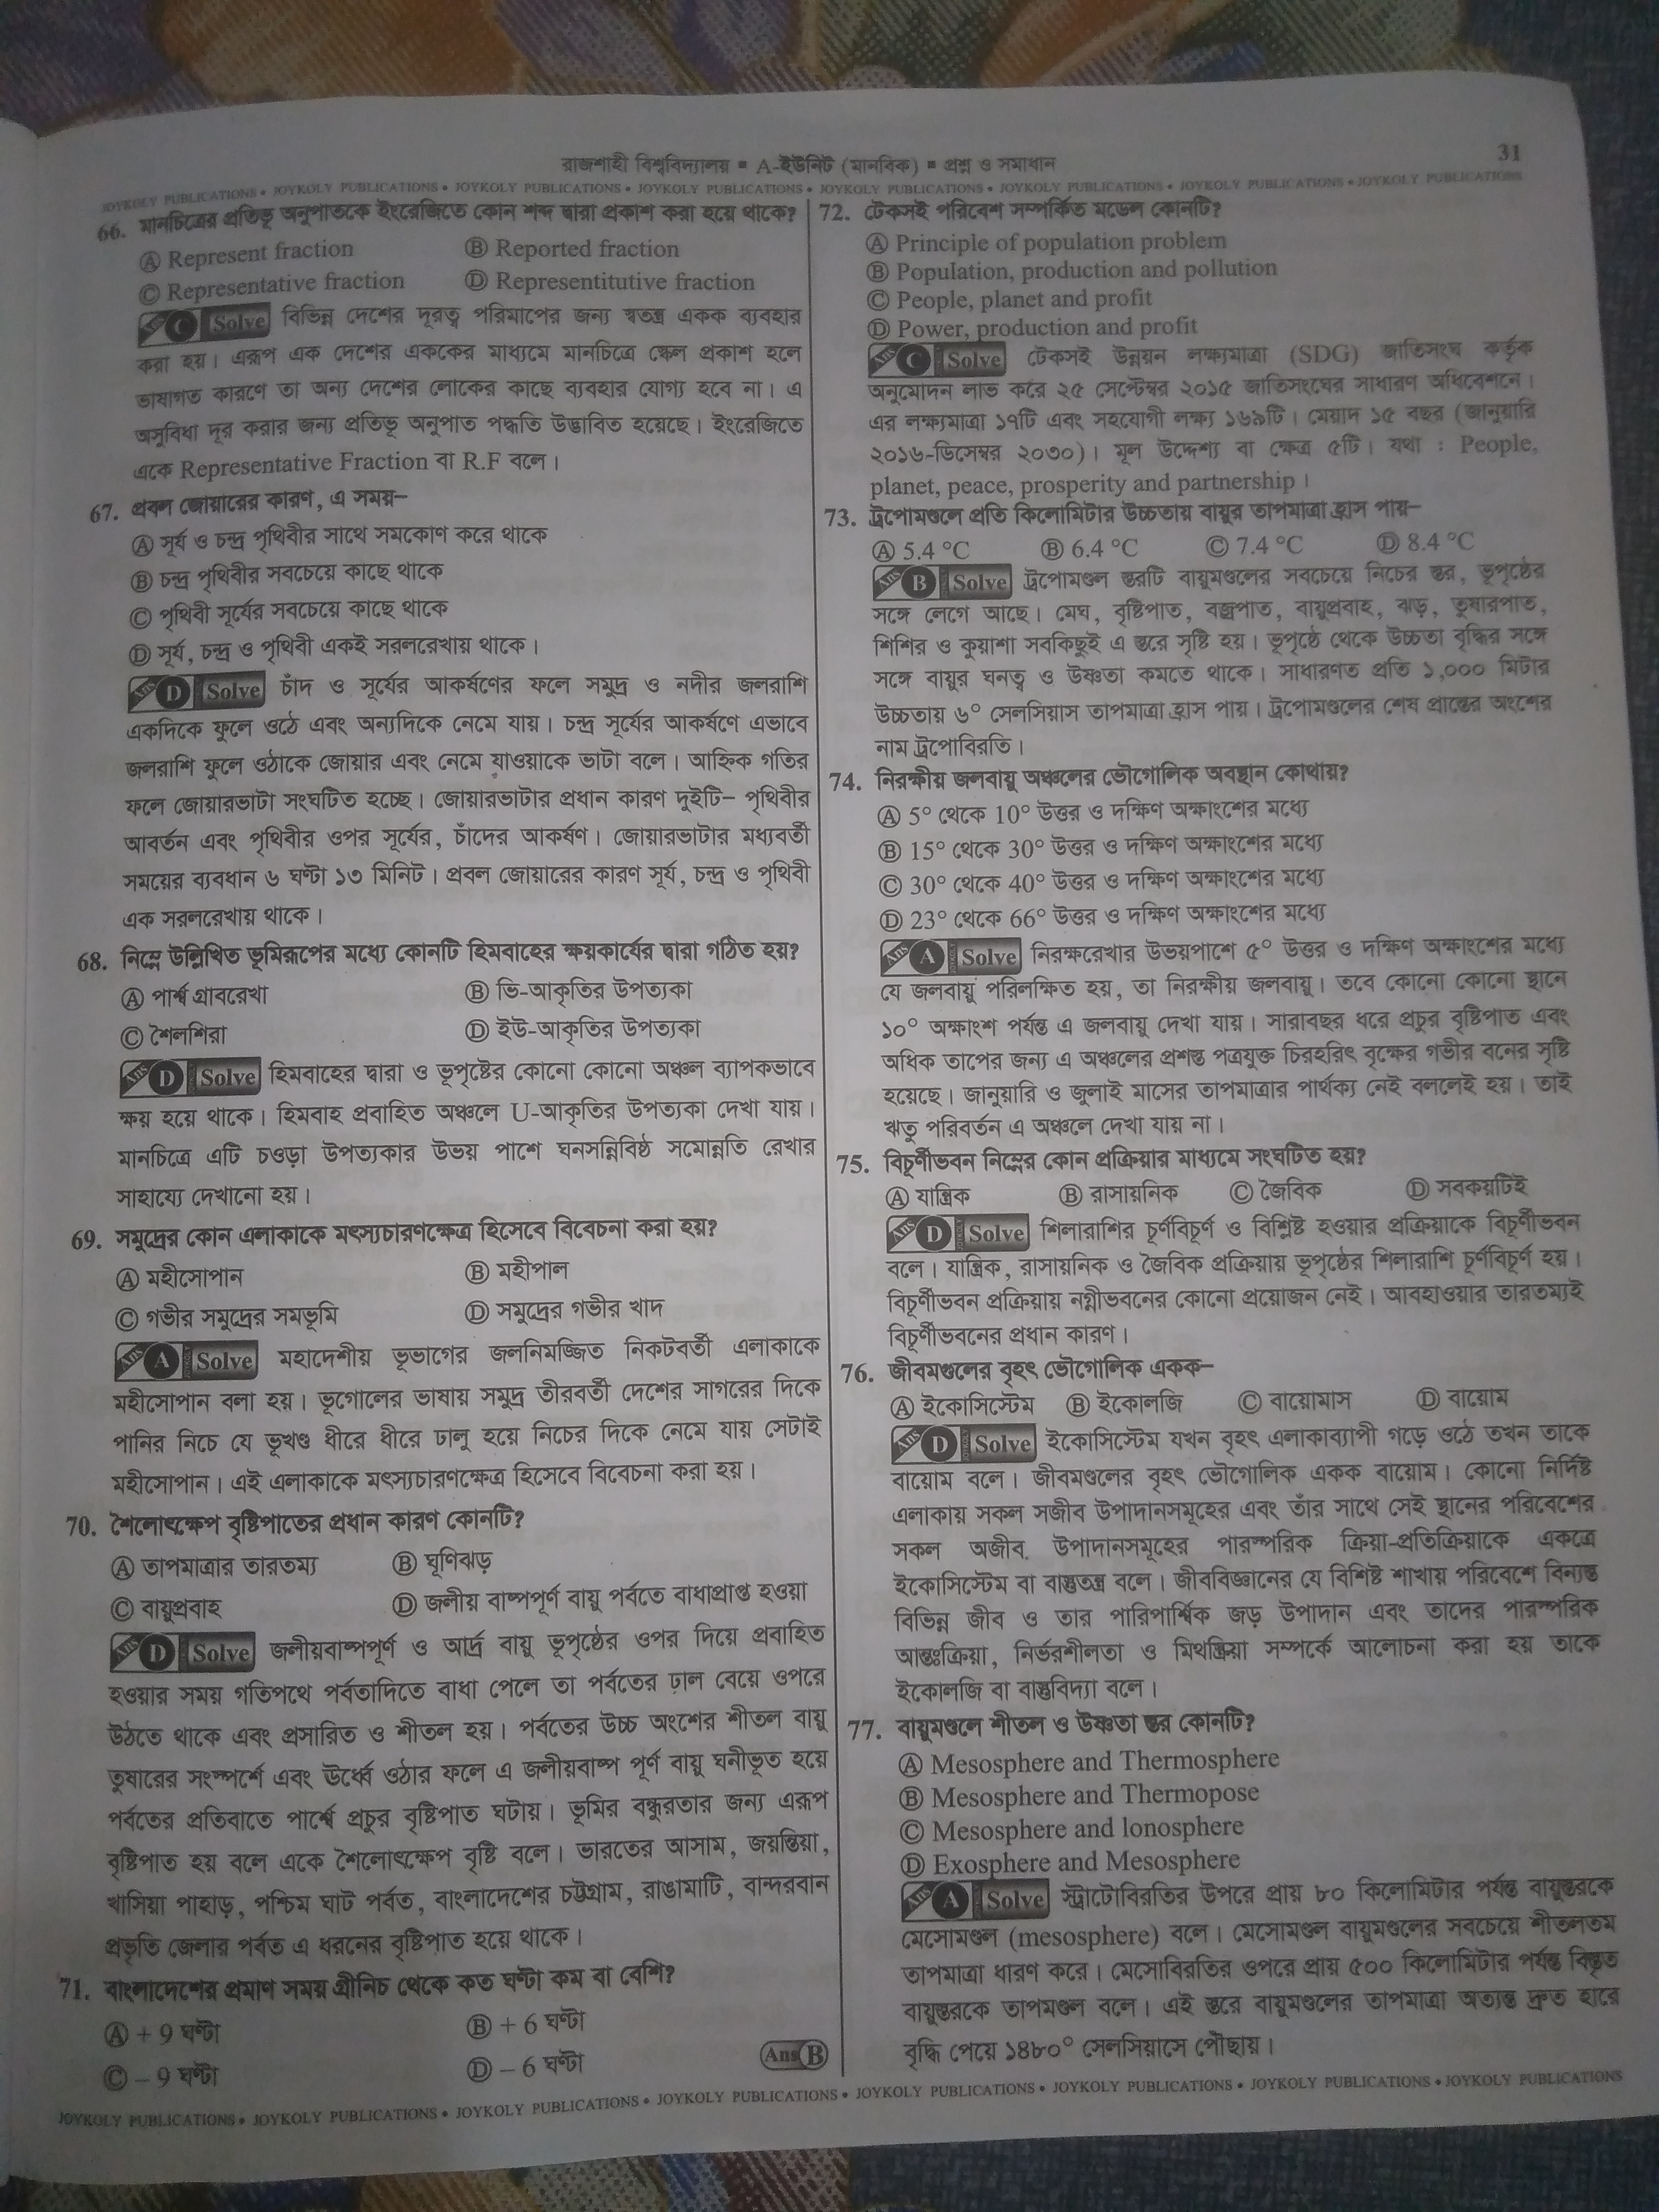 রাজশাহী বিশ্ববিদ্যালয় ▪ A-ইউনিট (মানবিক) ▪ প্রশ্ন ও সমাধান
31
JOYKOLY PUBLICATIONS • JOYKOLY PUBLICATIONS • JOYKOLY PUBLICATIONS • JOYKOLY PUBLICATIONS • JOYKOLY PUBLICATIONS • JOYKOLY PUBLICATIONS • JOYKOLY PUBLICATIONS • JOYKOLY PUBLICATIONS
66. মানচিত্রের প্রতিভূ অনুপাতকে ইংরেজিতে কোন শব্দ দ্বারা প্রকাশ করা হয়ে থাকে?
Ⓐ Represent fraction Ⓑ Reported fraction
Ⓒ Representative fraction Ⓓ Representitutive fraction
Ans C Solve বিভিন্ন দেশের দূরত্ব পরিমাপের জন্য স্বতন্ত্র একক ব্যবহার
করা হয়। এরূপ এক দেশের এককের মাধ্যমে মানচিত্রে স্কেল প্রকাশ হলে
ভাষাগত কারণে তা অন্য দেশের লোকের কাছে ব্যবহার যোগ্য হবে না। এ
অসুবিধা দূর করার জন্য প্রতিভূ অনুপাত পদ্ধতি উদ্ভাবিত হয়েছে। ইংরেজিতে
একে Representative Fraction বা R.F বলে।
67. প্রবল জোয়ারের কারণ, এ সময়–
Ⓐ সূর্য ও চন্দ্র পৃথিবীর সাথে সমকোণ করে থাকে
Ⓑ চন্দ্র পৃথিবীর সবচেয়ে কাছে থাকে
Ⓒ পৃথিবী সূর্যের সবচেয়ে কাছে থাকে
Ⓓ সূর্য, চন্দ্র ও পৃথিবী একই সরলরেখায় থাকে।
Ans D Solve চাঁদ ও সূর্যের আকর্ষণের ফলে সমুদ্র ও নদীর জলরাশি
একদিকে ফুলে ওঠে এবং অন্যদিকে নেমে যায়। চন্দ্র সূর্যের আকর্ষণে এভাবে
জলরাশি ফুলে ওঠাকে জোয়ার এবং নেমে যাওয়াকে ভাটা বলে। আহ্নিক গতির
ফলে জোয়ারভাটা সংঘটিত হচ্ছে। জোয়ারভাটার প্রধান কারণ দুইটি– পৃথিবীর
আবর্তন এবং পৃথিবীর ওপর সূর্যের, চাঁদের আকর্ষণ। জোয়ারভাটার মধ্যবর্তী
সময়ের ব্যবধান ৬ ঘণ্টা ১৩ মিনিট। প্রবল জোয়ারের কারণ সূর্য, চন্দ্র ও পৃথিবী
এক সরলরেখায় থাকে।
68. নিম্নে উল্লিখিত ভূমিরূপের মধ্যে কোনটি হিমবাহের ক্ষয়কার্যের দ্বারা গঠিত হয়?
Ⓐ পার্শ্ব গ্রাবরেখা Ⓑ ভি-আকৃতির উপত্যকা
Ⓒ শৈলশিরা Ⓓ ইউ-আকৃতির উপত্যকা
Ans D Solve হিমবাহের দ্বারা ও ভূপৃষ্টের কোনো কোনো অঞ্চল ব্যাপকভাবে
ক্ষয় হয়ে থাকে। হিমবাহ প্রবাহিত অঞ্চলে U-আকৃতির উপত্যকা দেখা যায়।
মানচিত্রে এটি চওড়া উপত্যকার উভয় পাশে ঘনসন্নিবিষ্ঠ সমোন্নতি রেখার
সাহায্যে দেখানো হয়।
69. সমুদ্রের কোন এলাকাকে মৎস্যচারণক্ষেত্র হিসেবে বিবেচনা করা হয়?
Ⓐ মহীসোপান Ⓑ মহীপাল
Ⓒ গভীর সমুদ্রের সমভূমি Ⓓ সমুদ্রের গভীর খাদ
Ans A Solve মহাদেশীয় ভূভাগের জলনিমজ্জিত নিকটবর্তী এলাকাকে
মহীসোপান বলা হয়। ভূগোলের ভাষায় সমুদ্র তীরবর্তী দেশের সাগরের দিকে
পানির নিচে যে ভূখণ্ড ধীরে ধীরে ঢালু হয়ে নিচের দিকে নেমে যায় সেটাই
মহীসোপান। এই এলাকাকে মৎস্যচারণক্ষেত্র হিসেবে বিবেচনা করা হয়।
70. শৈলোৎক্ষেপ বৃষ্টিপাতের প্রধান কারণ কোনটি?
Ⓐ তাপমাত্রার তারতম্য Ⓑ ঘূণিঝড়
Ⓒ বায়ুপ্রবাহ Ⓓ জলীয় বাষ্পপূর্ণ বায়ু পর্বতে বাধাপ্রাপ্ত হওয়া
Ans D Solve জলীয়বাষ্পপূর্ণ ও আর্দ্র বায়ু ভূপৃষ্ঠের ওপর দিয়ে প্রবাহিত
হওয়ার সময় গতিপথে পর্বতাদিতে বাধা পেলে তা পর্বতের ঢাল বেয়ে ওপরে
উঠতে থাকে এবং প্রসারিত ও শীতল হয়। পর্বতের উচ্চ অংশের শীতল বায়ু
তুষারের সংস্পর্শে এবং ঊর্ধ্বে ওঠার ফলে এ জলীয়বাষ্প পূর্ণ বায়ু ঘনীভূত হয়ে
পর্বতের প্রতিবাতে পার্শ্বে প্রচুর বৃষ্টিপাত ঘটায়। ভূমির বন্ধুরতার জন্য এরূপ
বৃষ্টিপাত হয় বলে একে শৈলোৎক্ষেপ বৃষ্টি বলে। ভারতের আসাম, জয়ন্তিয়া,
খাসিয়া পাহাড়, পশ্চিম ঘাট পর্বত, বাংলাদেশের চট্টগ্রাম, রাঙামাটি, বান্দরবান
প্রভৃতি জেলার পর্বত এ ধরনের বৃষ্টিপাত হয়ে থাকে।
71. বাংলাদেশের প্রমাণ সময় গ্রীনিচ থেকে কত ঘণ্টা কম বা বেশি?
Ⓐ + 9 ঘণ্টা Ⓑ + 6 ঘণ্টা
Ⓒ – 9 ঘণ্টা Ⓓ – 6 ঘণ্টা Ans B
72. টেকসই পরিবেশ সম্পর্কিত মডেল কোনটি?
Ⓐ Principle of population problem
Ⓑ Population, production and pollution
Ⓒ People, planet and profit
Ⓓ Power, production and profit
Ans C Solve টেকসই উন্নয়ন লক্ষ্যমাত্রা (SDG) জাতিসংঘ কর্তৃক
অনুমোদন লাভ করে ২৫ সেপ্টেম্বর ২০১৫ জাতিসংঘের সাধারণ অধিবেশনে।
এর লক্ষ্যমাত্রা ১৭টি এবং সহযোগী লক্ষ্য ১৬৯টি। মেয়াদ ১৫ বছর (জানুয়ারি
২০১৬-ডিসেম্বর ২০৩০)। মূল উদ্দেশ্য বা ক্ষেত্র ৫টি। যথা : People,
planet, peace, prosperity and partnership।
73. ট্রপোমণ্ডলে প্রতি কিলোমিটার উচ্চতায় বায়ুর তাপমাত্রা হ্রাস পায়–
Ⓐ 5.4 °C Ⓑ 6.4 °C Ⓒ 7.4 °C Ⓓ 8.4 °C
Ans B Solve ট্রপোমণ্ডল স্তরটি বায়ুমণ্ডলের সবচেয়ে নিচের স্তর, ভূপৃষ্ঠের
সঙ্গে লেগে আছে। মেঘ, বৃষ্টিপাত, বজ্রপাত, বায়ুপ্রবাহ, ঝড়, তুষারপাত,
শিশির ও কুয়াশা সবকিছুই এ স্তরে সৃষ্টি হয়। ভূপৃষ্ঠে থেকে উচ্চতা বৃদ্ধির সঙ্গে
সঙ্গে বায়ুর ঘনত্ব ও উষ্ণতা কমতে থাকে। সাধারণত প্রতি ১,০০০ মিটার
উচ্চতায় ৬° সেলসিয়াস তাপমাত্রা হ্রাস পায়। ট্রপোমণ্ডলের শেষ প্রান্তের অংশের
নাম ট্রপোবিরতি।
74. নিরক্ষীয় জলবায়ু অঞ্চলের ভৌগোলিক অবস্থান কোথায়?
Ⓐ 5° থেকে 10° উত্তর ও দক্ষিণ অক্ষাংশের মধ্যে
Ⓑ 15° থেকে 30° উত্তর ও দক্ষিণ অক্ষাংশের মধ্যে
Ⓒ 30° থেকে 40° উত্তর ও দক্ষিণ অক্ষাংশের মধ্যে
Ⓓ 23° থেকে 66° উত্তর ও দক্ষিণ অক্ষাংশের মধ্যে
Ans A Solve নিরক্ষরেখার উভয়পাশে ৫° উত্তর ও দক্ষিণ অক্ষাংশের মধ্যে
যে জলবায়ু পরিলক্ষিত হয়, তা নিরক্ষীয় জলবায়ু। তবে কোনো কোনো স্থানে
১০° অক্ষাংশ পর্যন্ত এ জলবায়ু দেখা যায়। সারাবছর ধরে প্রচুর বৃষ্টিপাত এবং
অধিক তাপের জন্য এ অঞ্চলের প্রশস্ত পত্রযুক্ত চিরহরিৎ বৃক্ষের গভীর বনের সৃষ্টি
হয়েছে। জানুয়ারি ও জুলাই মাসের তাপমাত্রার পার্থক্য নেই বললেই হয়। তাই
ঋতু পরিবর্তন এ অঞ্চলে দেখা যায় না।
75. বিচূর্ণীভবন নিম্নের কোন প্রক্রিয়ার মাধ্যমে সংঘটিত হয়?
Ⓐ যান্ত্রিক Ⓑ রাসায়নিক Ⓒ জৈবিক Ⓓ সবকয়টিই
Ans D Solve শিলারাশির চূর্ণবিচূর্ণ ও বিশ্লিষ্ট হওয়ার প্রক্রিয়াকে বিচূর্ণীভবন
বলে। যান্ত্রিক, রাসায়নিক ও জৈবিক প্রক্রিয়ায় ভূপৃষ্ঠের শিলারাশি চূর্ণবিচূর্ণ হয়।
বিচূর্ণীভবন প্রক্রিয়ায় নগ্নীভবনের কোনো প্রয়োজন নেই। আবহাওয়ার তারতম্যই
বিচূর্ণীভবনের প্রধান কারণ।
76. জীবমণ্ডলের বৃহৎ ভৌগোলিক একক–
Ⓐ ইকোসিস্টেম Ⓑ ইকোলজি Ⓒ বায়োমাস Ⓓ বায়োম
Ans D Solve ইকোসিস্টেম যখন বৃহৎ এলাকাব্যাপী গড়ে ওঠে তখন তাকে
বায়োম বলে। জীবমণ্ডলের বৃহৎ ভৌগোলিক একক বায়োম। কোনো নির্দিষ্ট
এলাকায় সকল সজীব উপাদানসমূহের এবং তাঁর সাথে সেই স্থানের পরিবেশের
সকল অজীব উপাদানসমূহের পারস্পরিক ক্রিয়া-প্রতিক্রিয়াকে একত্রে
ইকোসিস্টেম বা বাস্তুতন্ত্র বলে। জীববিজ্ঞানের যে বিশিষ্ট শাখায় পরিবেশে বিন্যস্ত
বিভিন্ন জীব ও তার পারিপার্শ্বিক জড় উপাদান এবং তাদের পারস্পরিক
আন্তঃক্রিয়া, নির্ভরশীলতা ও মিথষ্ক্রিয়া সম্পর্কে আলোচনা করা হয় তাকে
ইকোলজি বা বাস্তুবিদ্যা বলে।
77. বায়ুমণ্ডলে শীতল ও উষ্ণতা স্তর কোনটি?
Ⓐ Mesosphere and Thermosphere
Ⓑ Mesosphere and Thermopose
Ⓒ Mesosphere and lonosphere
Ⓓ Exosphere and Mesosphere
Ans A Solve স্ট্রাটোবিরতির উপরে প্রায় ৮০ কিলোমিটার পর্যন্ত বায়ুস্তরকে
মেসোমণ্ডল (mesosphere) বলে। মেসোমণ্ডল বায়ুমণ্ডলের সবচেয়ে শীতলতম
তাপমাত্রা ধারণ করে। মেসোবিরতির ওপরে প্রায় ৫০০ কিলোমিটার পর্যন্ত বিস্তৃত
বায়ুস্তরকে তাপমণ্ডল বলে। এই স্তরে বায়ুমণ্ডলের তাপমাত্রা অত্যন্ত দ্রুত হারে
বৃদ্ধি পেয়ে ১৪৮০° সেলসিয়াসে পৌঁছায়।
JOYKOLY PUBLICATIONS • JOYKOLY PUBLICATIONS • JOYKOLY PUBLICATIONS • JOYKOLY PUBLICATIONS • JOYKOLY PUBLICATIONS • JOYKOLY PUBLICATIONS • JOYKOLY PUBLICATIONS • JOYKOLY PUBLICATIONS